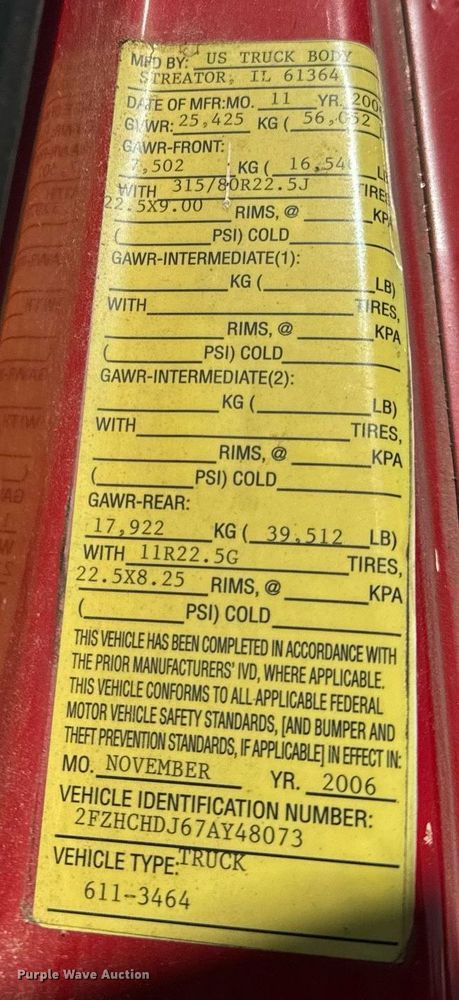 MFD BY: US TRUCK BODY
STREATOR, IL 61364
DATE OF MFR:MO. 11 YR. 2006
GVWR: 25,425 KG ( 56,052
GAWR-FRONT:
7,502 KG ( 16,540 LB
WITH 315/80R22.5J TIRES
22.5X9.00 RIMS, @ KPA
( PSI) COLD
GAWR-INTERMEDIATE(1):
KG ( LB)
WITH TIRES,
RIMS, @ KPA
( PSI) COLD
GAWR-INTERMEDIATE(2):
KG ( LB)
WITH TIRES,
RIMS, @ KPA
( PSI) COLD
GAWR-REAR:
17,922 KG ( 39,512 LB)
WITH 11R22.5G TIRES,
22.5X8.25 RIMS, @ KPA
( PSI) COLD
THIS VEHICLE HAS BEEN COMPLETED IN ACCORDANCE WITH
THE PRIOR MANUFACTURERS' IVD, WHERE APPLICABLE.
THIS VEHICLE CONFORMS TO ALL APPLICABLE FEDERAL
MOTOR VEHICLE SAFETY STANDARDS, [AND BUMPER AND
THEFT PREVENTION STANDARDS, IF APPLICABLE] IN EFFECT IN:
MO. NOVEMBER YR. 2006
VEHICLE IDENTIFICATION NUMBER:
2FZHCHDJ67AY48073
VEHICLE TYPE: TRUCK
611-3464
Purple Wave Auction